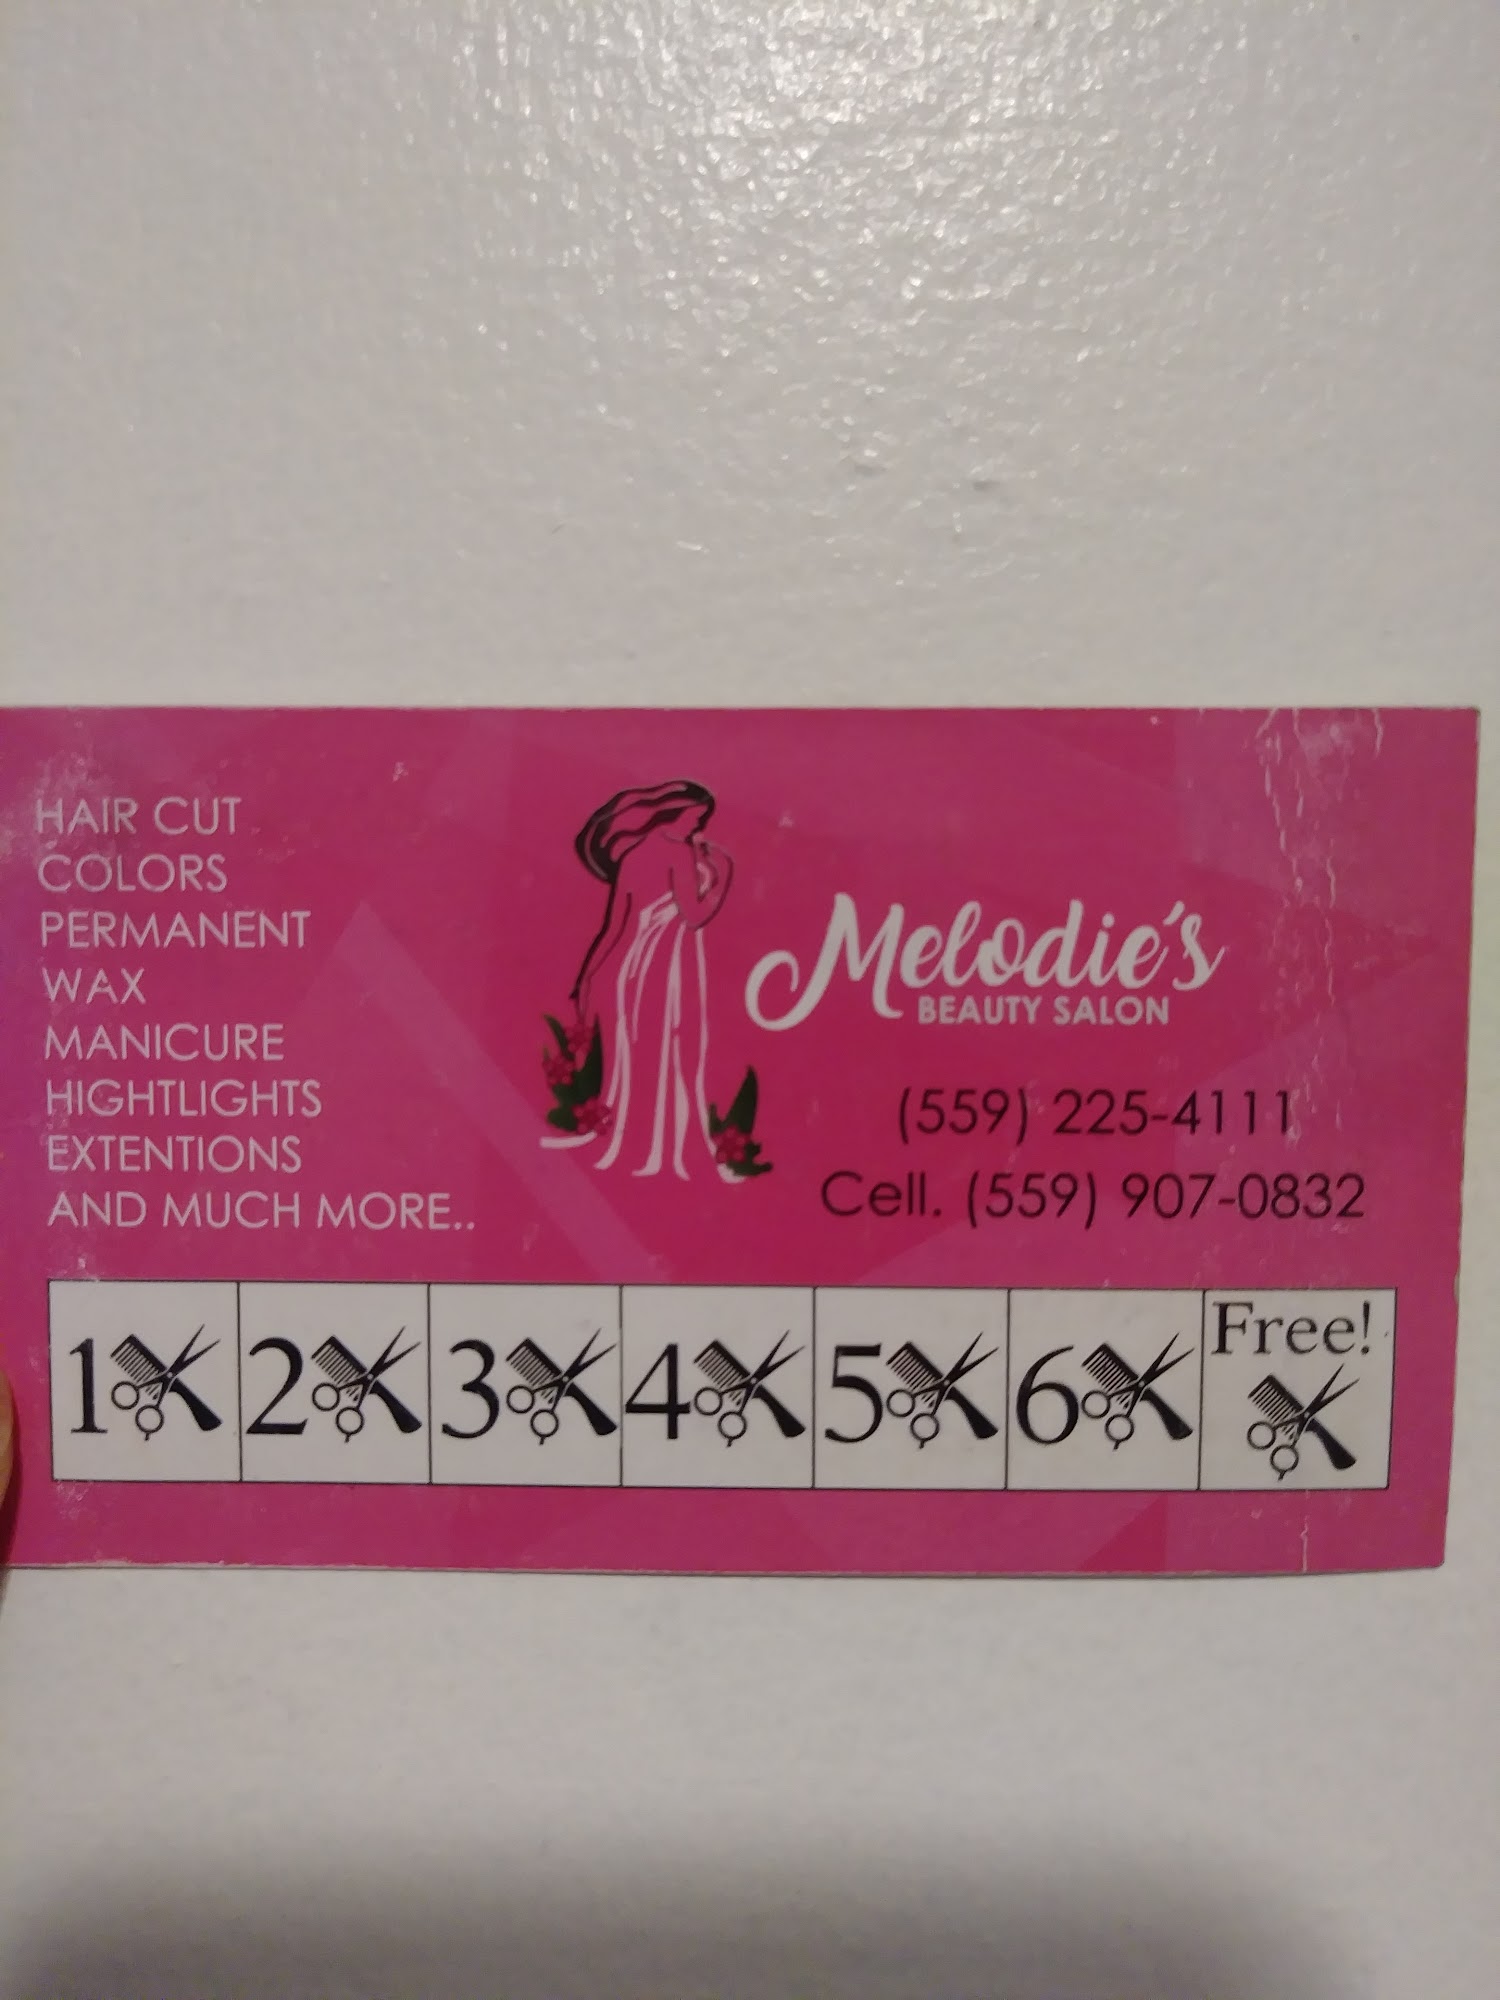 HAIR CUT
COLORS
PERMANENT
WAX
MANICURE
HIGHTLIGHTS
EXTENTIONS
AND MUCH MORE..
Melodie's
BEAUTY SALON
(559) 225-4111
Cell. (559) 907-0832
1 2 3 4 5 6 Free!